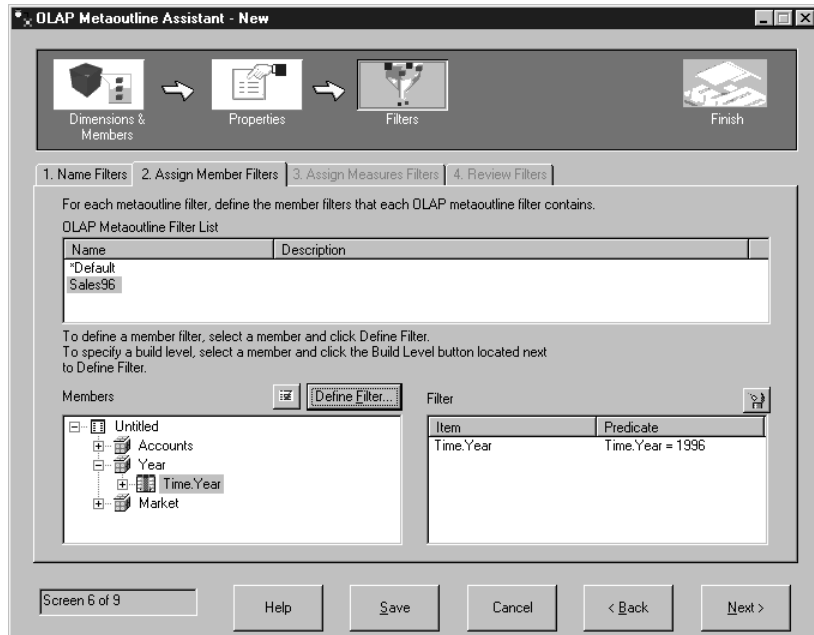 OLAP Metaoutline Assistant - New
Dimensions &
Members
Properties
Filters
Finish
1. Name Filters
2. Assign Member Filters
3. Assign Measures Filters
4. Review Filters
For each metaoutline filter, define the member filters that each OLAP metaoutline filter contains.
OLAP Metaoutline Filter List
Name Description
*Default
Sales96
To define a member filter, select a member and click Define Filter.
To specify a build level, select a member and click the Build Level button located next
to Define Filter.
Members
Define Filter...
Filter
Untitled
Accounts
Year
Time.Year
Market
Item Predicate
Time.Year Time.Year = 1996
Screen 6 of 9
Help
Save
Cancel
< Back
Next >